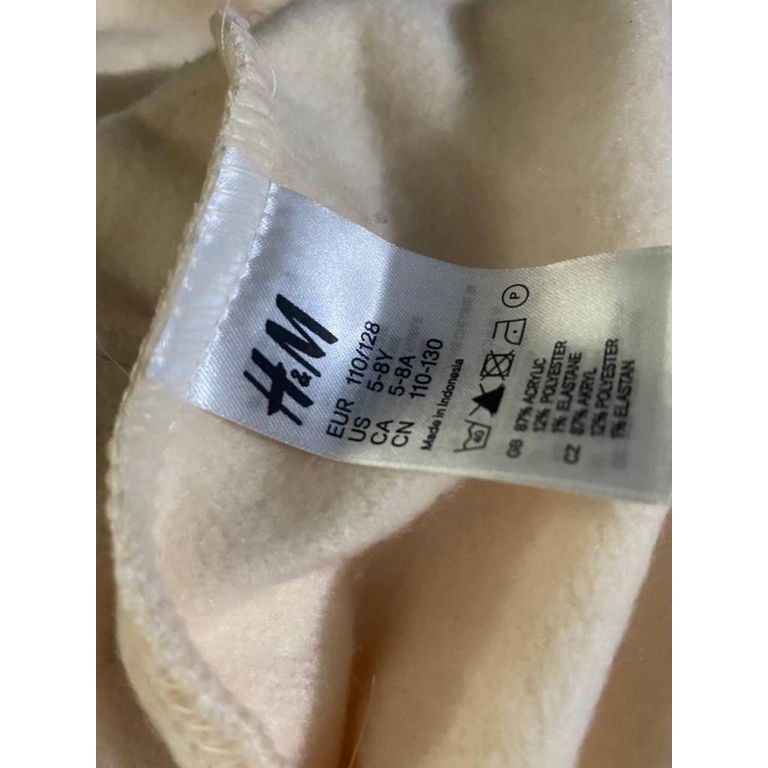 H&M
EUR 110/128
US 5-8Y
CA 5-8A
CN 110-130
Made in Indonesia
40
P
GB 87% ACRYLIC
12% POLYESTER
1% ELASTANE
CZ 87% AKRYL
12% POLYESTER
1% ELASTAN